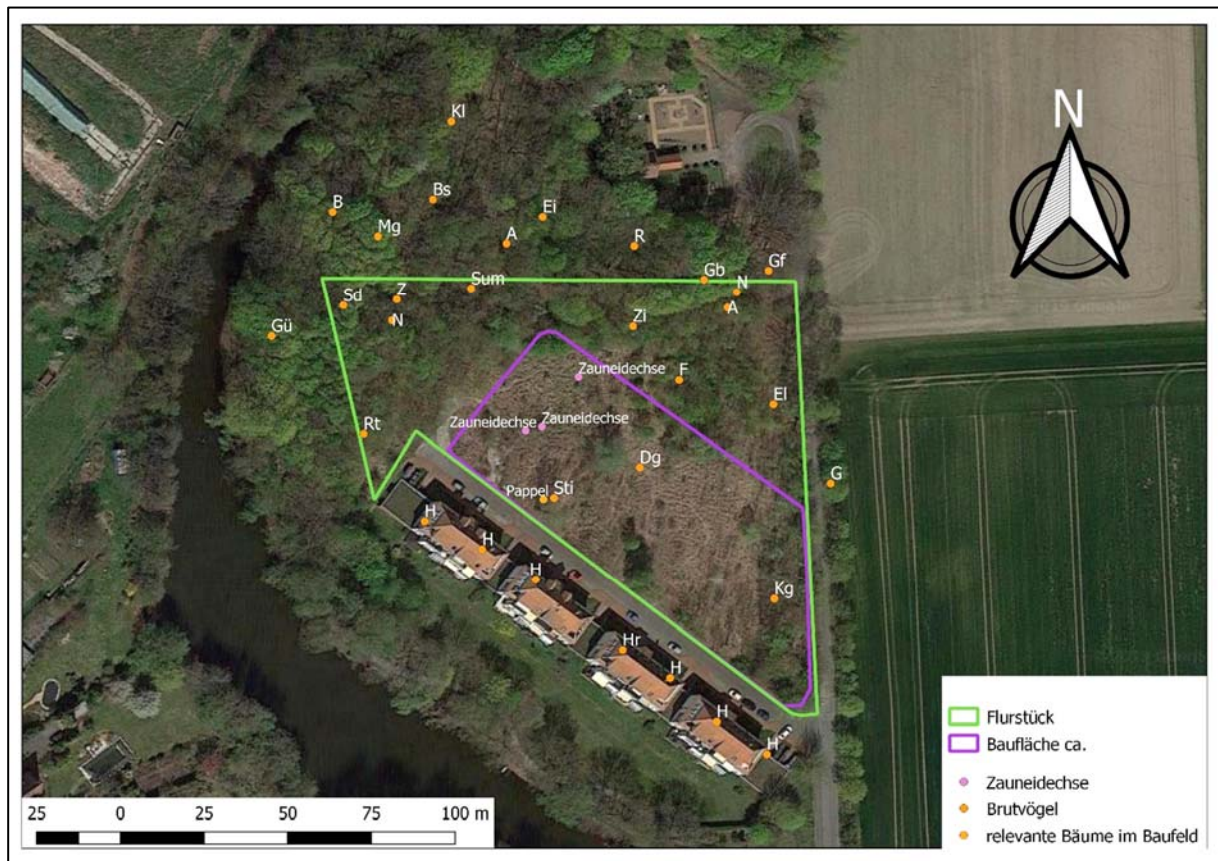 N
Kl
Bs
B
Ei
Mg
A
R
Gf
Gb
Sum
N
Z
Sd
A
N
Zi
Gü
Zauneidechse
F
El
Zauneidechse
Zauneidechse
Rt
Dg
G
Pappel
Sti
H
H
H
Kg
Hr
H
H
H
Flurstück
Baufläche ca.
Zauneidechse
Brutvögel
relevante Bäume im Baufeld
25 0 25 50 75 100 m